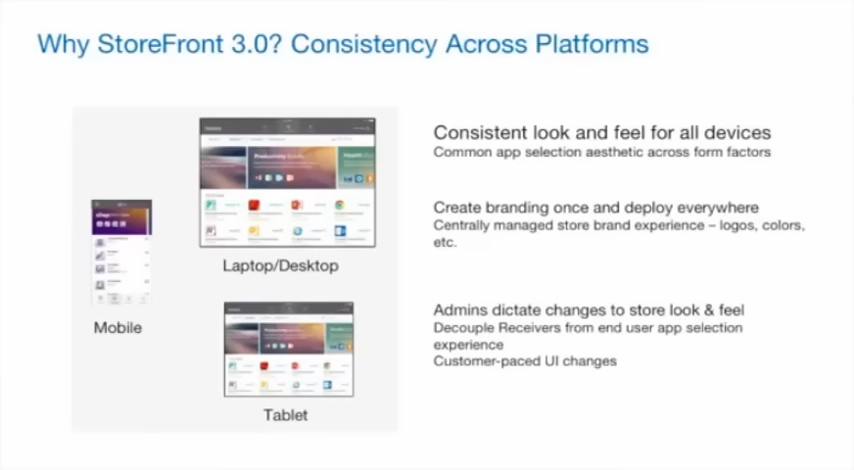 Why StoreFront 3.0? Consistency Across Platforms
Laptop/Desktop
Mobile
Tablet
Consistent look and feel for all devices
Common app selection aesthetic across form factors
Create branding once and deploy everywhere
Centrally managed store brand experience – logos, colors,
etc.
Admins dictate changes to store look & feel
Decouple Receivers from end user app selection
experience
Customer-paced UI changes